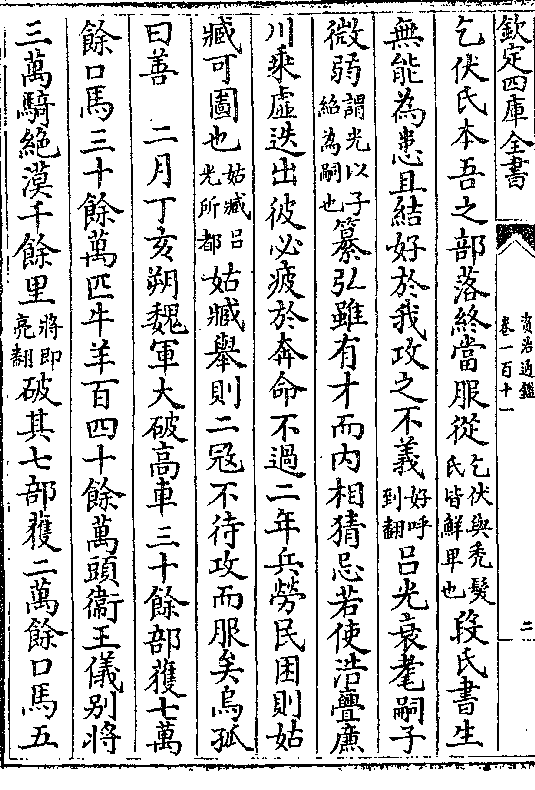 欽定四庫全書
資治通鑑
卷一百十一
二
乞伏氏本吾之部落終當服從乞伏與禿髮氏皆鮮卑也段氏書生
無能為患且結好於我攻之不義好呼到翻呂光衰耄嗣子
微弱謂光以子紹為嗣也纂弘雖有才而內相猜忌若使浩亹廉
川乘虛迭出彼必疲於奔命不過二年兵勞民困則姑
臧可圖也姑臧呂光所都姑臧舉則二寇不待攻而服矣烏孤
曰善　二月丁亥朔魏軍大破高車三十餘部獲七萬
餘口馬三十餘萬匹牛羊百四十餘萬頭衞王儀別將
三萬騎絶漠千餘里將即亮翻破其七部獲二萬餘口馬五